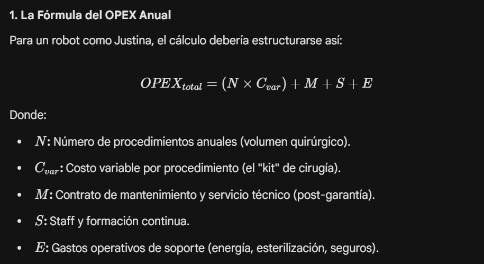 1. La Fórmula del OPEX Anual
Para un robot como Justina, el cálculo debería estructurarse así:
OPEX_total = (N × C_var) + M + S + E
Donde:
• N: Número de procedimientos anuales (volumen quirúrgico).
• C_var: Costo variable por procedimiento (el "kit" de cirugía).
• M: Contrato de mantenimiento y servicio técnico (post-garantía).
• S: Staff y formación continua.
• E: Gastos operativos de soporte (energía, esterilización, seguros).